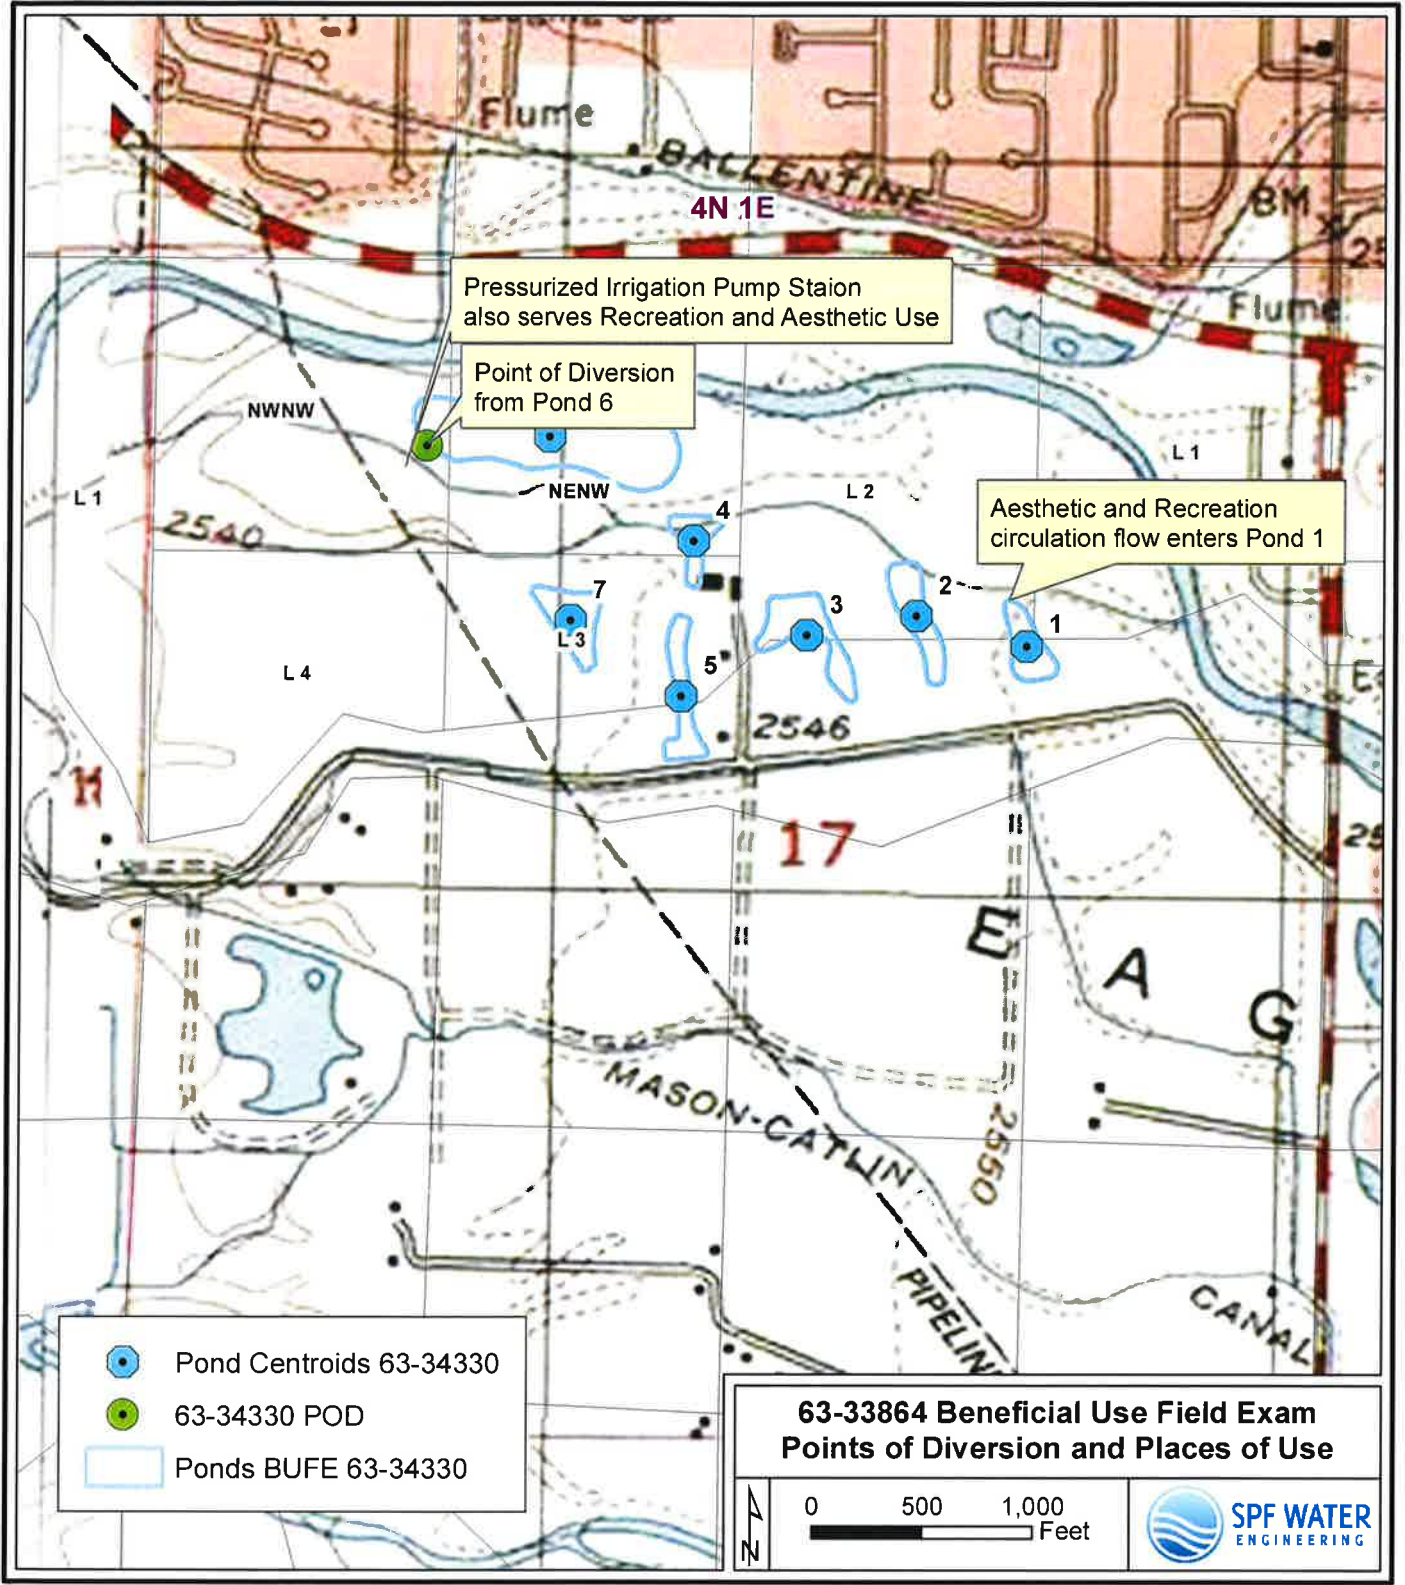 Flume
BALLENTINE
4N 1E
BM
25
Pressurized Irrigation Pump Staion
also serves Recreation and Aesthetic Use
Flume
Point of Diversion
from Pond 6
NWNW
L 1
L 1
NENW
L 2
4
Aesthetic and Recreation
circulation flow enters Pond 1
2540
7
2
3
1
L 3
5
L 4
2546
17
25
E
A
G
MASON-CATLIN
2550
PIPELIN
CANAL
Pond Centroids 63-34330
63-34330 POD
Ponds BUFE 63-34330
63-33864 Beneficial Use Field Exam
Points of Diversion and Places of Use
N
0 500 1,000
Feet
SPF WATER
ENGINEERING